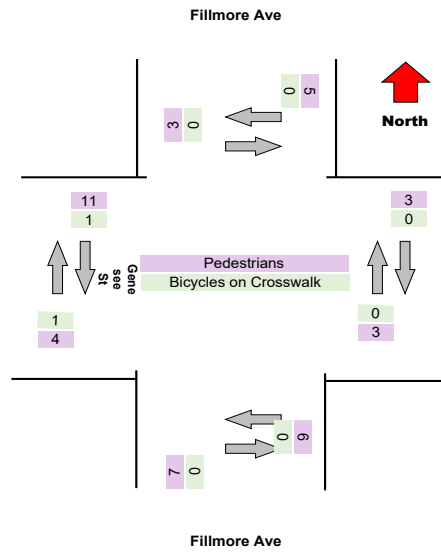 Fillmore Ave
0 5
3 0
North
11
1
3
0
Gene
see
St
Pedestrians
Bicycles on Crosswalk
1
4
0
3
0 6
7 0
Fillmore Ave